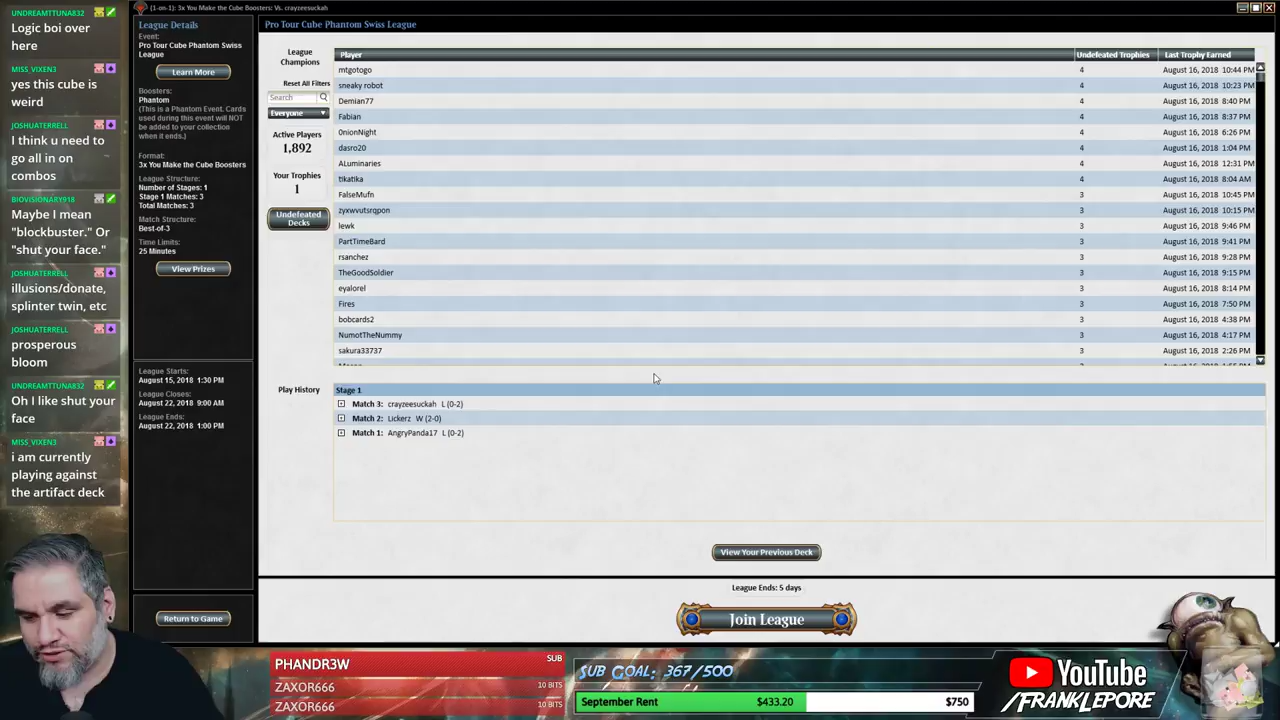 [1-on-1]: 3x You Make the Cube Boosters: Vs. crayzeesuckah
UNDREAMTTUNA832
Logic boi over
here
MISS_VIXEN3
yes this cube is
weird
JOSHUATERRELL
I think u need to
go all in on
combos
BIOVISIONARY918
Maybe I mean
"blockbuster." Or
"shut your face."
JOSHUATERRELL
illusions/donate,
splinter twin, etc
JOSHUATERRELL
prosperous
bloom
UNDREAMTTUNA832
Oh I like shut your
face
MISS_VIXEN3
i am currently
playing against
the artifact deck
League Details
Event:
Pro Tour Cube Phantom Swiss
League
Learn More
Boosters:
Phantom
(This is a Phantom Event. Cards
used during this event will NOT
be added to your collection
when it ends.)
Format:
3x You Make the Cube Boosters
League Structure:
Number of Stages: 1
Stage 1 Matches: 3
Total Matches: 3
Match Structure:
Best-of-3
Time Limits:
25 Minutes
View Prizes
League Starts:
August 15, 2018 1:30 PM
League Closes:
August 22, 2018 9:00 AM
League Ends:
August 22, 2018 1:00 PM
Return to Game
Pro Tour Cube Phantom Swiss League
League
Champions
Reset All Filters
Search
Everyone
Active Players
1,892
Your Trophies
1
Undefeated
Decks
Player Undefeated Trophies Last Trophy Earned
mtgotogo 4 August 16, 2018 10:44 PM
sneaky robot 4 August 16, 2018 10:23 PM
Demian77 4 August 16, 2018 8:40 PM
Fabian 4 August 16, 2018 8:37 PM
0nionNight 4 August 16, 2018 6:26 PM
dasro20 4 August 16, 2018 1:04 PM
ALuminaries 4 August 16, 2018 12:31 PM
tikatika 4 August 16, 2018 8:04 AM
FalseMufn 3 August 16, 2018 10:45 PM
zyxwvutsrqpon 3 August 16, 2018 10:15 PM
lewk 3 August 16, 2018 9:46 PM
PartTimeBard 3 August 16, 2018 9:41 PM
rsanchez 3 August 16, 2018 9:28 PM
TheGoodSoldier 3 August 16, 2018 9:15 PM
eyalorel 3 August 16, 2018 8:14 PM
Fires 3 August 16, 2018 7:50 PM
bobcards2 3 August 16, 2018 4:38 PM
NumotTheNummy 3 August 16, 2018 4:17 PM
sakura33737 3 August 16, 2018 2:26 PM
Play History
Stage 1
Match 3: crayzeesuckah L (0-2)
Match 2: Lickerz W (2-0)
Match 1: AngryPanda17 L (0-2)
View Your Previous Deck
League Ends: 5 days
Join League
PHANDR3W SUB
ZAXOR666 10 BITS
ZAXOR666 10 BITS
SUB GOAL: 367/500
September Rent $433.20 $750
YouTube
/FRANKLEPORE